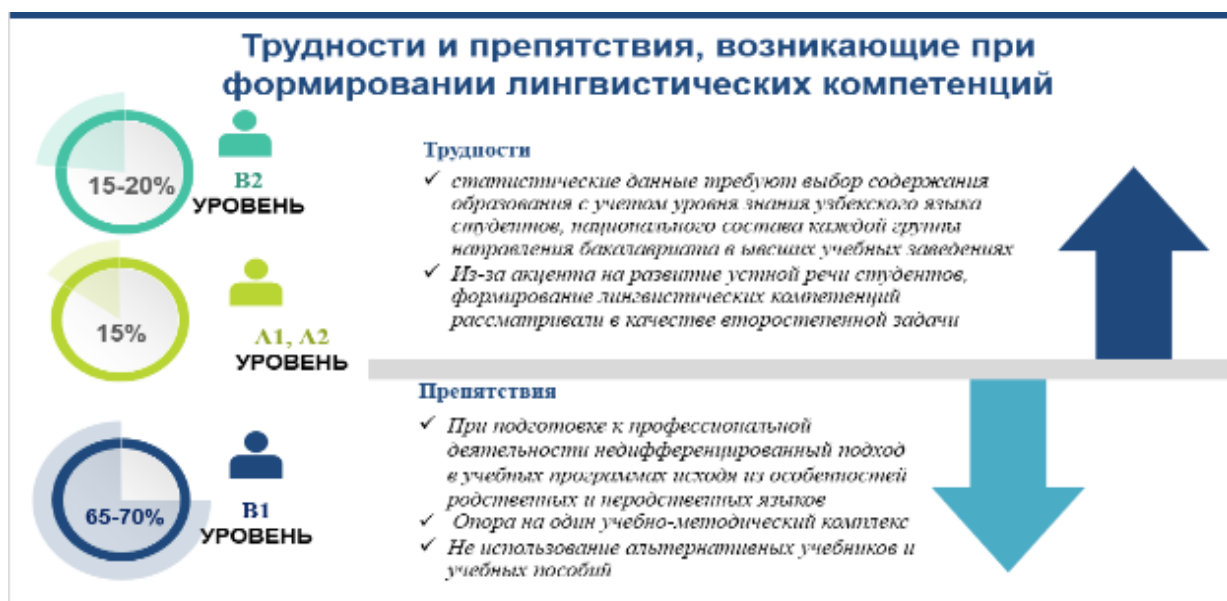 Трудности и препятствия, возникающие при
формировании лингвистических компетенций
15-20%
B2
УРОВЕНЬ
15%
A1, A2
УРОВЕНЬ
65-70%
B1
УРОВЕНЬ
Трудности
✓ статистические данные требуют выбор содержания
образования с учетом уровня знания узбекского языка
студентов, национального состава каждой группы
направления бакалавриата в ывсших учебных заведениях
✓ Из-за акцента на развитие устной речи студентов,
формирование лингвистических компетенций
рассматривали в качестве второстепенной задачи
Препятствия
✓ При подготовке к профессиональной
деятельности недифференцированный подход
в учебных программах исходя из особенностей
родственных и неродственных языков
✓ Опора на один учебно-методический комплекс
✓ Не использование альтернативных учебников и
учебных пособий